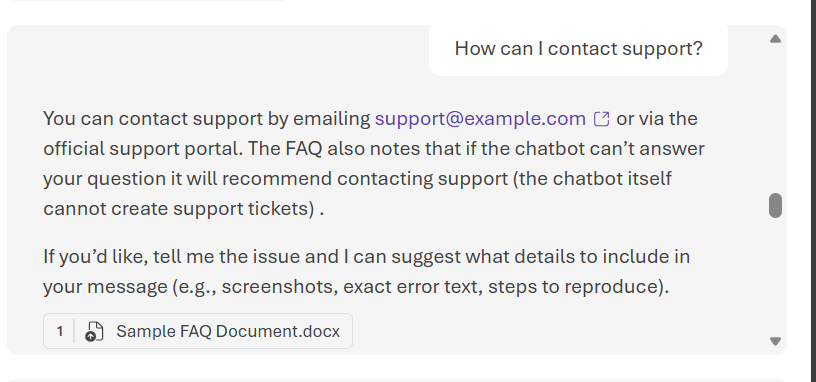 How can I contact support?
You can contact support by emailing support@example.com or via the
official support portal. The FAQ also notes that if the chatbot can’t answer
your question it will recommend contacting support (the chatbot itself
cannot create support tickets) .
If you’d like, tell me the issue and I can suggest what details to include in
your message (e.g., screenshots, exact error text, steps to reproduce).
1 Sample FAQ Document.docx